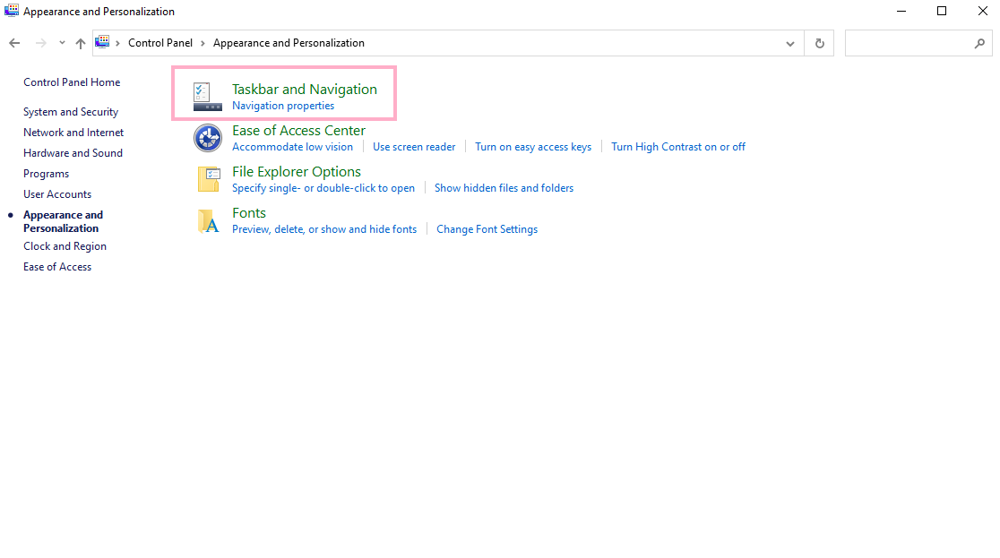 Appearance and Personalization
Control Panel > Appearance and Personalization
Control Panel Home
System and Security
Network and Internet
Hardware and Sound
Programs
User Accounts
Appearance and
Personalization
Clock and Region
Ease of Access
Taskbar and Navigation
Navigation properties
Ease of Access Center
Accommodate low vision | Use screen reader | Turn on easy access keys | Turn High Contrast on or off
File Explorer Options
Specify single- or double-click to open | Show hidden files and folders
Fonts
Preview, delete, or show and hide fonts | Change Font Settings